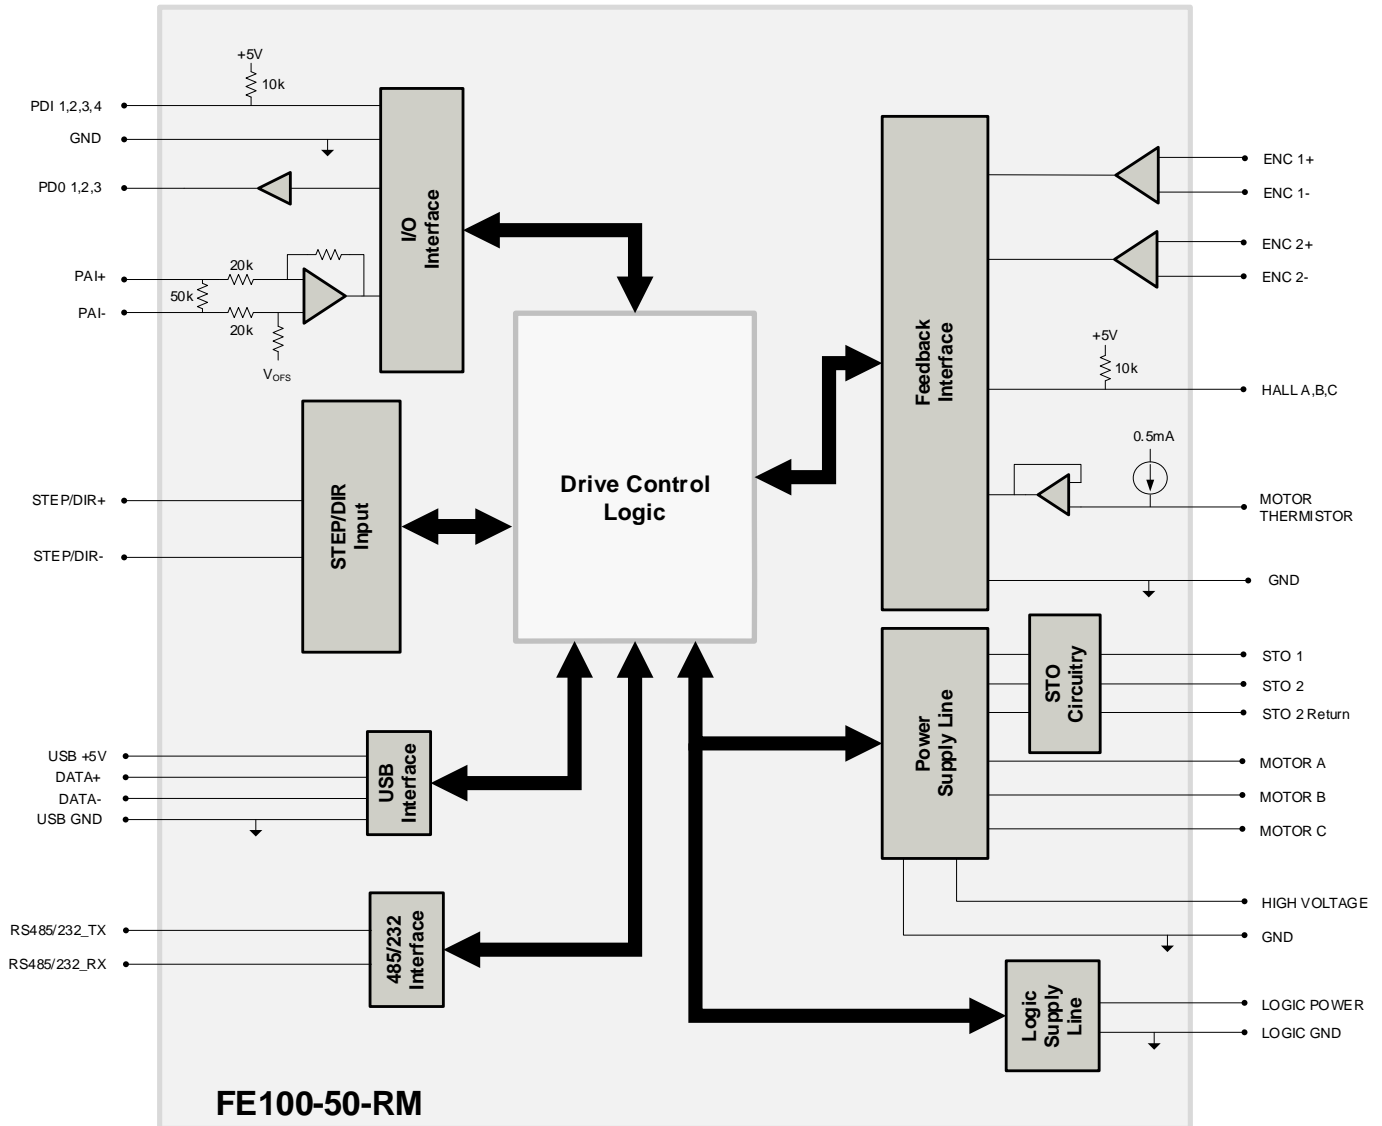 +5V
10k
PDI 1,2,3,4
GND
PD0 1,2,3
I/O
Interface
PAI+
20k
50k
PAI-
20k
VOFS
STEP/DIR+
STEP/DIR
Input
STEP/DIR-
Drive Control
Logic
USB +5V
DATA+
DATA-
USB GND
USB
Interface
RS485/232_TX
RS485/232_RX
485/232
Interface
Feedback
Interface
ENC 1+
ENC 1-
ENC 2+
ENC 2-
+5V
10k
HALL A,B,C
0.5mA
MOTOR
THERMISTOR
GND
STO
Circuitry
STO 1
STO 2
STO 2 Return
Power
Supply Line
MOTOR A
MOTOR B
MOTOR C
HIGH VOLTAGE
GND
Logic
Supply
Line
LOGIC POWER
LOGIC GND
FE100-50-RM